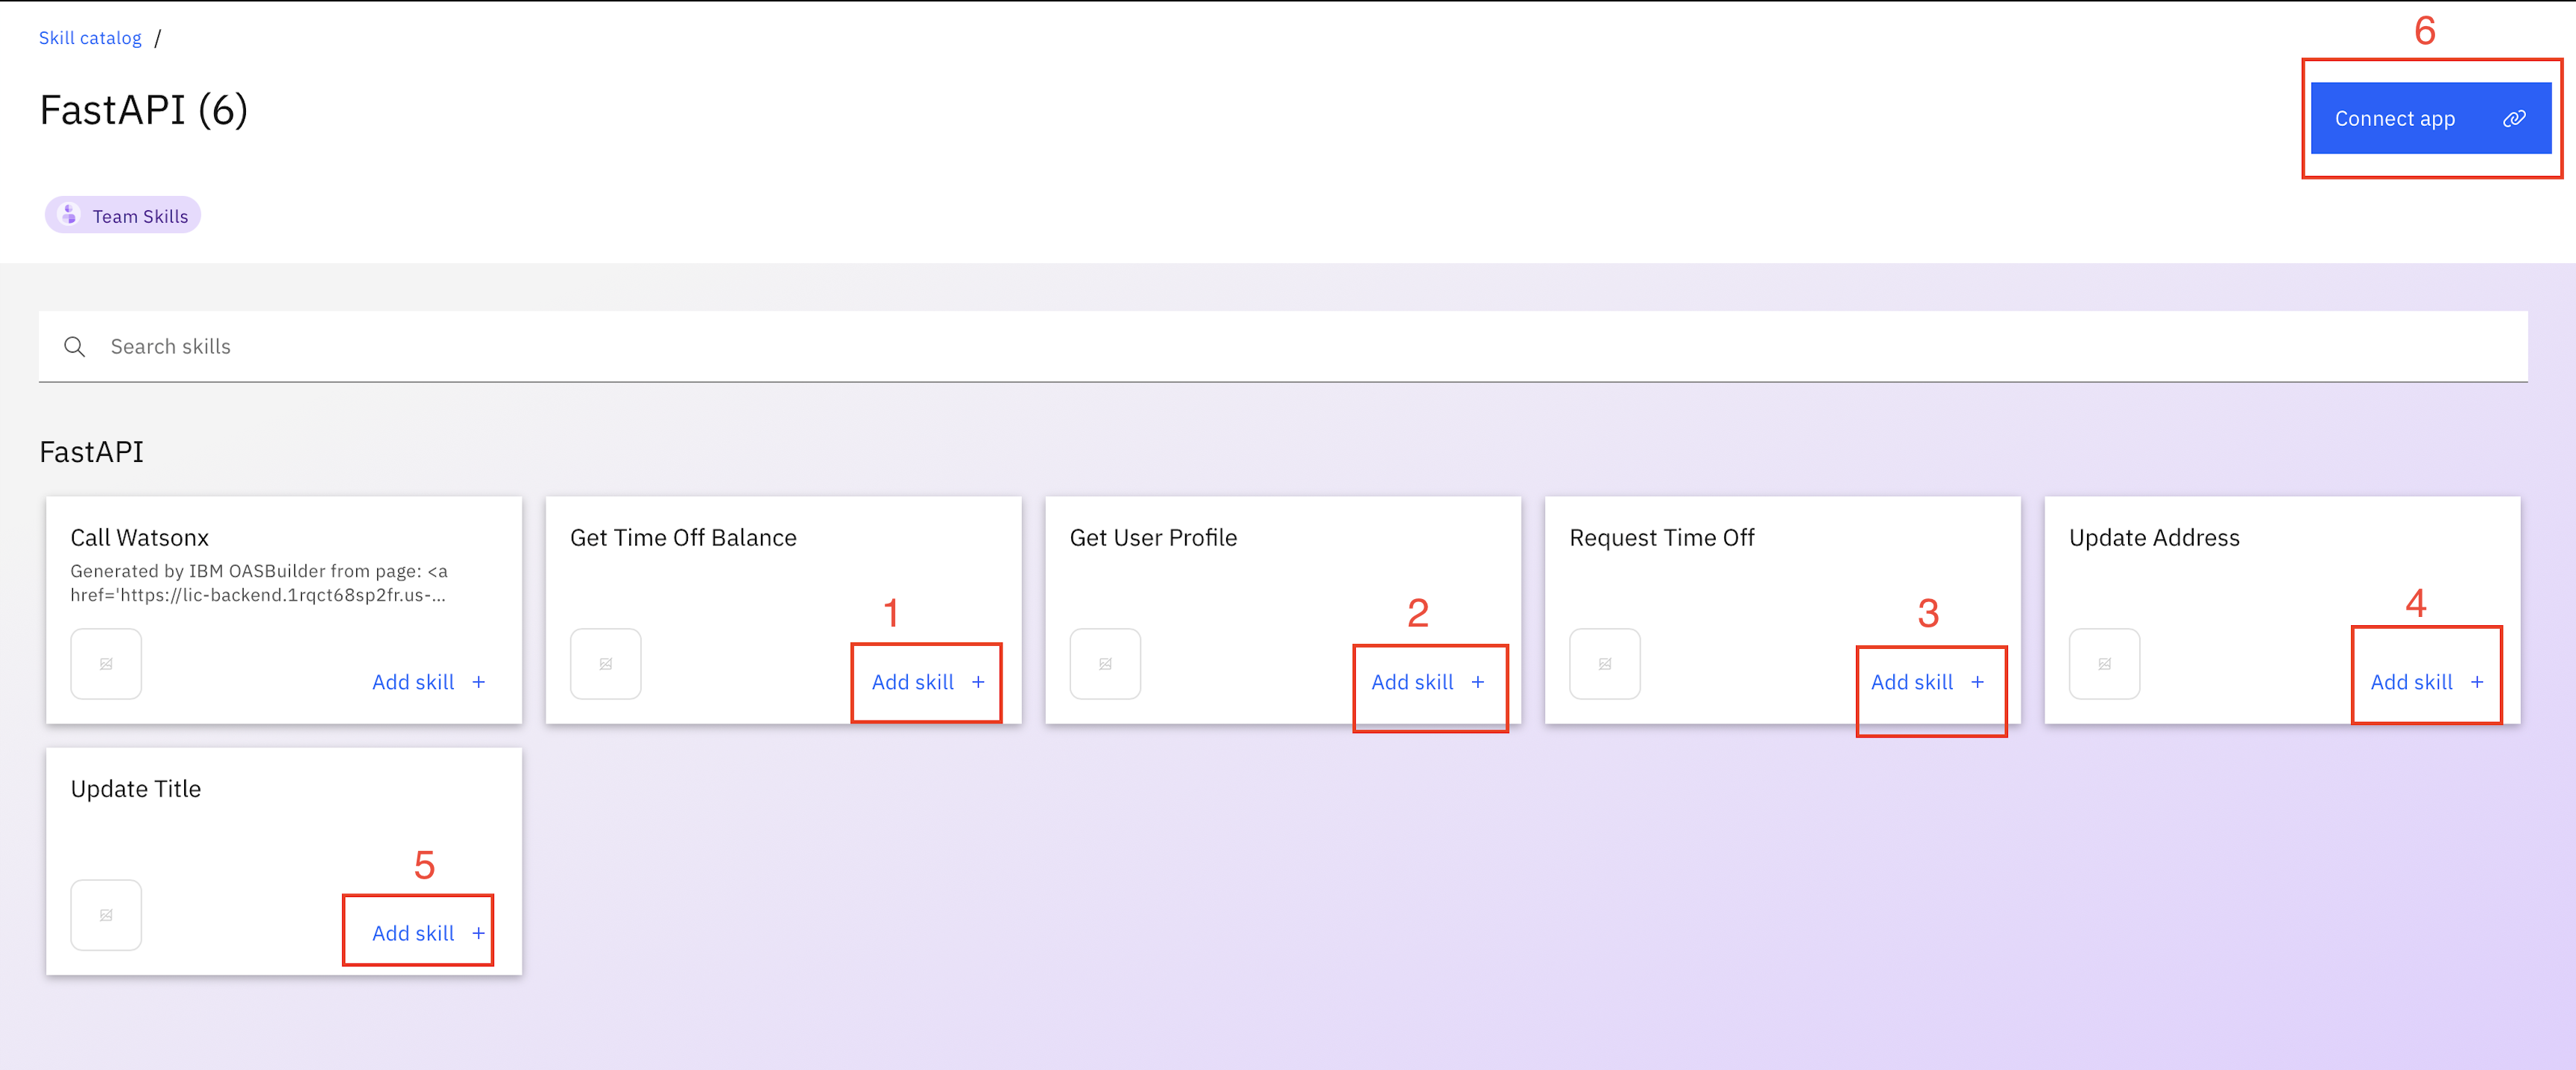 Skill catalog /
6
FastAPI (6)
Connect app
Team Skills
Search skills
FastAPI
Call Watsonx
Generated by IBM OASBuilder from page: <a
href='https://lic-backend.1rqct68sp2fr.us-...
Add skill +
Get Time Off Balance
1
Add skill +
Get User Profile
2
Add skill +
Request Time Off
3
Add skill +
Update Address
4
Add skill +
Update Title
5
Add skill +